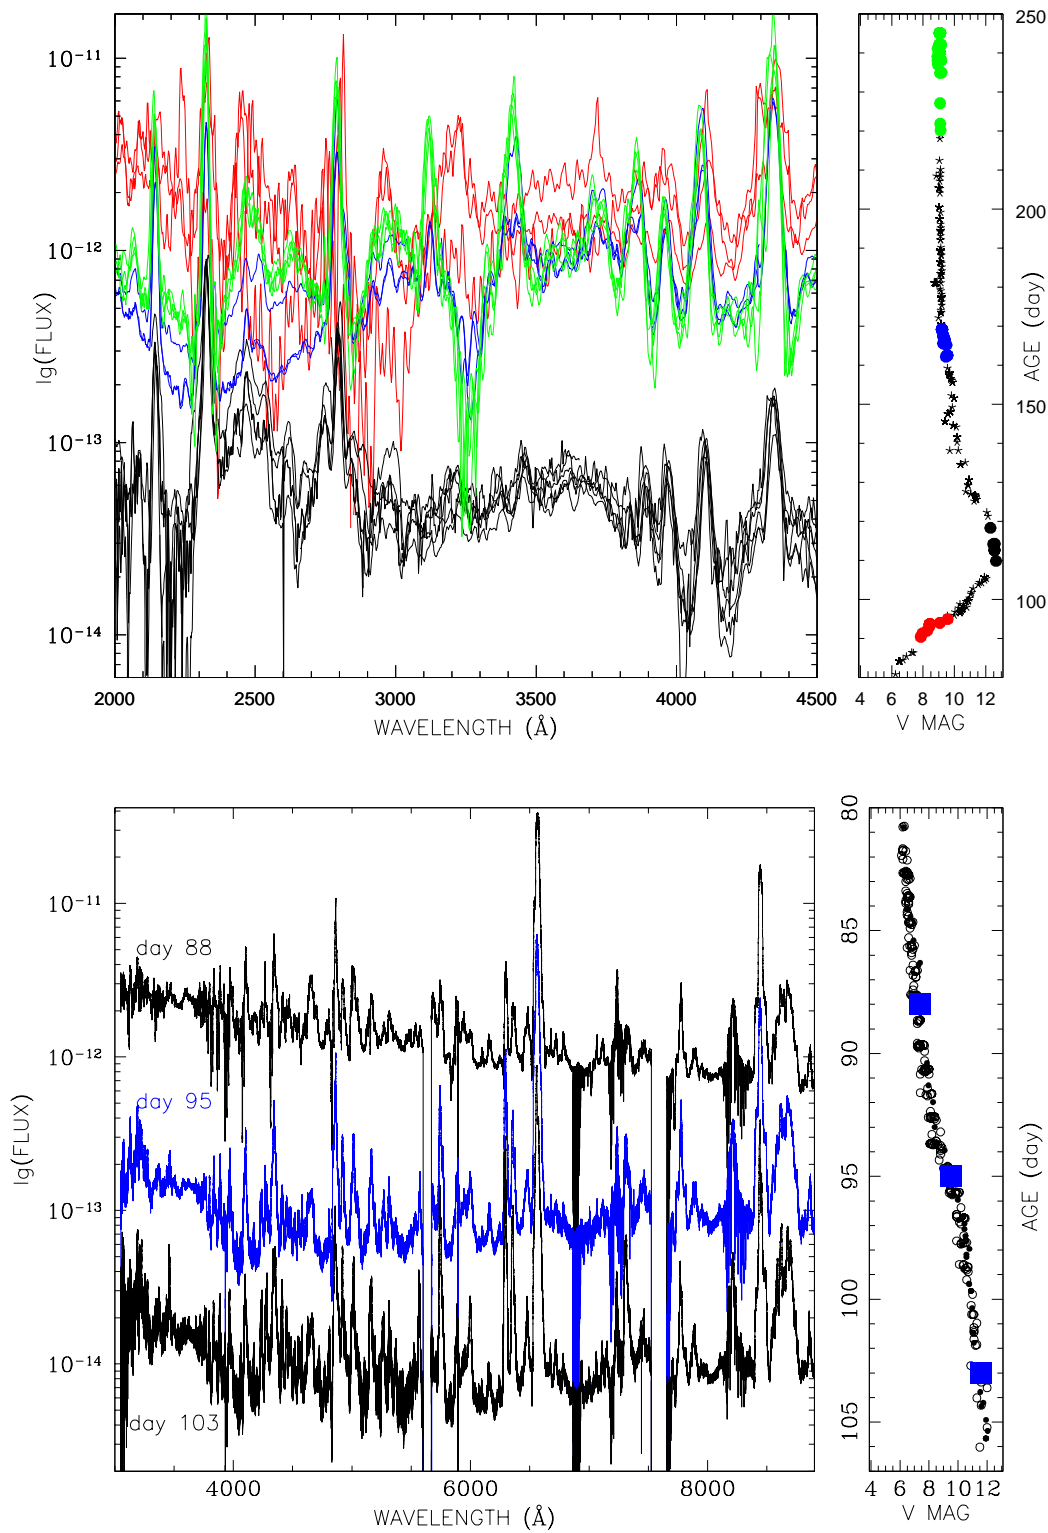 10⁻¹¹
10⁻¹²
10⁻¹³
10⁻¹⁴
lg(FLUX)
2000 2500 3000 3500 4000 4500
WAVELENGTH (Å)
250
200
150
100
AGE (day)
4 6 8 10 12
V MAG
10⁻¹¹
10⁻¹²
10⁻¹³
10⁻¹⁴
lg(FLUX)
day 88
day 95
day 103
4000 6000 8000
WAVELENGTH (Å)
80
85
90
95
100
105
AGE (day)
4 6 8 10 12
V MAG